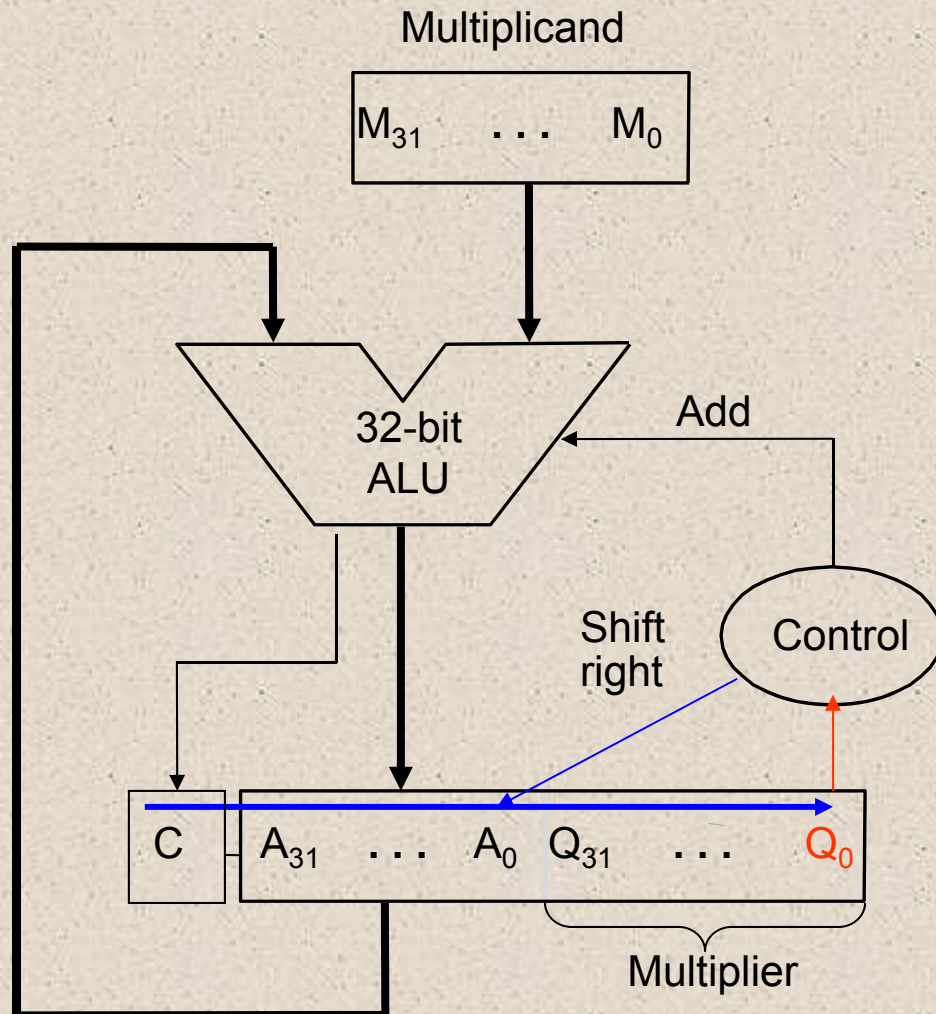 Multiplicand
M₃₁ . . . M₀
32-bit
ALU
Add
Shift
right
Control
C A₃₁ . . . A₀ Q₃₁ . . . Q₀
Multiplier